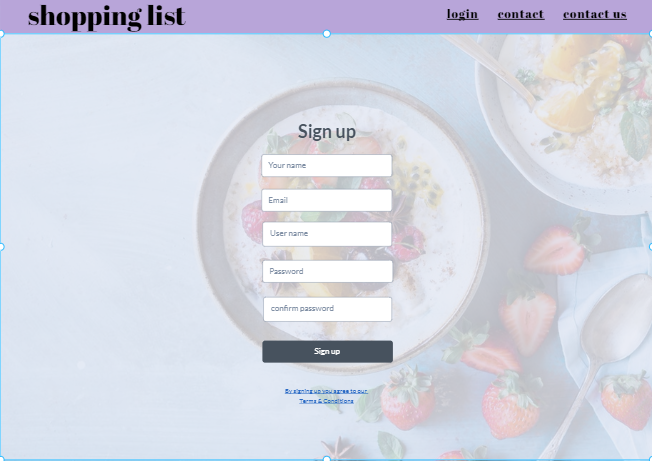 shopping list
login contact contact us
Sign up
Your name
Email
User name
Password
confirm password
Sign up
By signing up you agree to our
Terms & Conditions